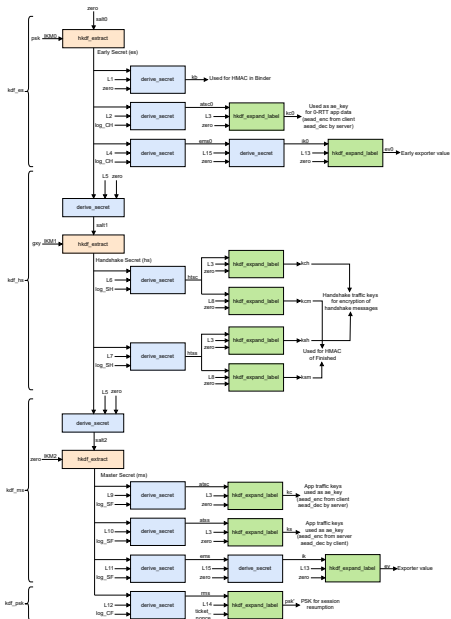 zero
salt0
psk IKM0
hkdf_extract
Early Secret (es)
kdf_es
L1
zero
derive_secret
kb
Used for HMAC in Binder
L2
log_CH
derive_secret
atsc0
L3
zero
hkdf_expand_label
kc0
Used as ae_key
for 0-RTT app data
(aead_enc from client
aead_dec by server)
L4
log_CH
derive_secret
ems0
L15
zero
derive_secret
ik0
L13
zero
hkdf_expand_label
ev0
Early exporter value
L5 zero
derive_secret
salt1
gxy IKM1
hkdf_extract
Handshake Secret (hs)
kdf_hs
L6
log_SH
derive_secret
htsc
L3
zero
hkdf_expand_label
kch
L8
zero
hkdf_expand_label
kcm
Handshake traffic keys
for encryption of
handshake messages
L7
log_SH
derive_secret
htss
L3
zero
hkdf_expand_label
ksh
Used for HMAC
of Finished
L8
zero
hkdf_expand_label
ksm
L5 zero
derive_secret
salt2
zero IKM2
hkdf_extract
Master Secret (ms)
kdf_ms
L9
log_SF
derive_secret
atsc
L3
zero
hkdf_expand_label
kc
App traffic keys
used as ae_key
(aead_enc from client
aead_dec by server)
L10
log_SF
derive_secret
atss
L3
zero
hkdf_expand_label
ks
App traffic keys
used as ae_key
(aead_enc from server
aead_dec by client)
L11
log_SF
derive_secret
ems
L15
zero
derive_secret
ik
L13
zero
hkdf_expand_label
ev
Exporter value
kdf_psk
L12
log_CF
derive_secret
rms
L14
ticket_
nonce
hkdf_expand_label
psk'
PSK for session
resumption